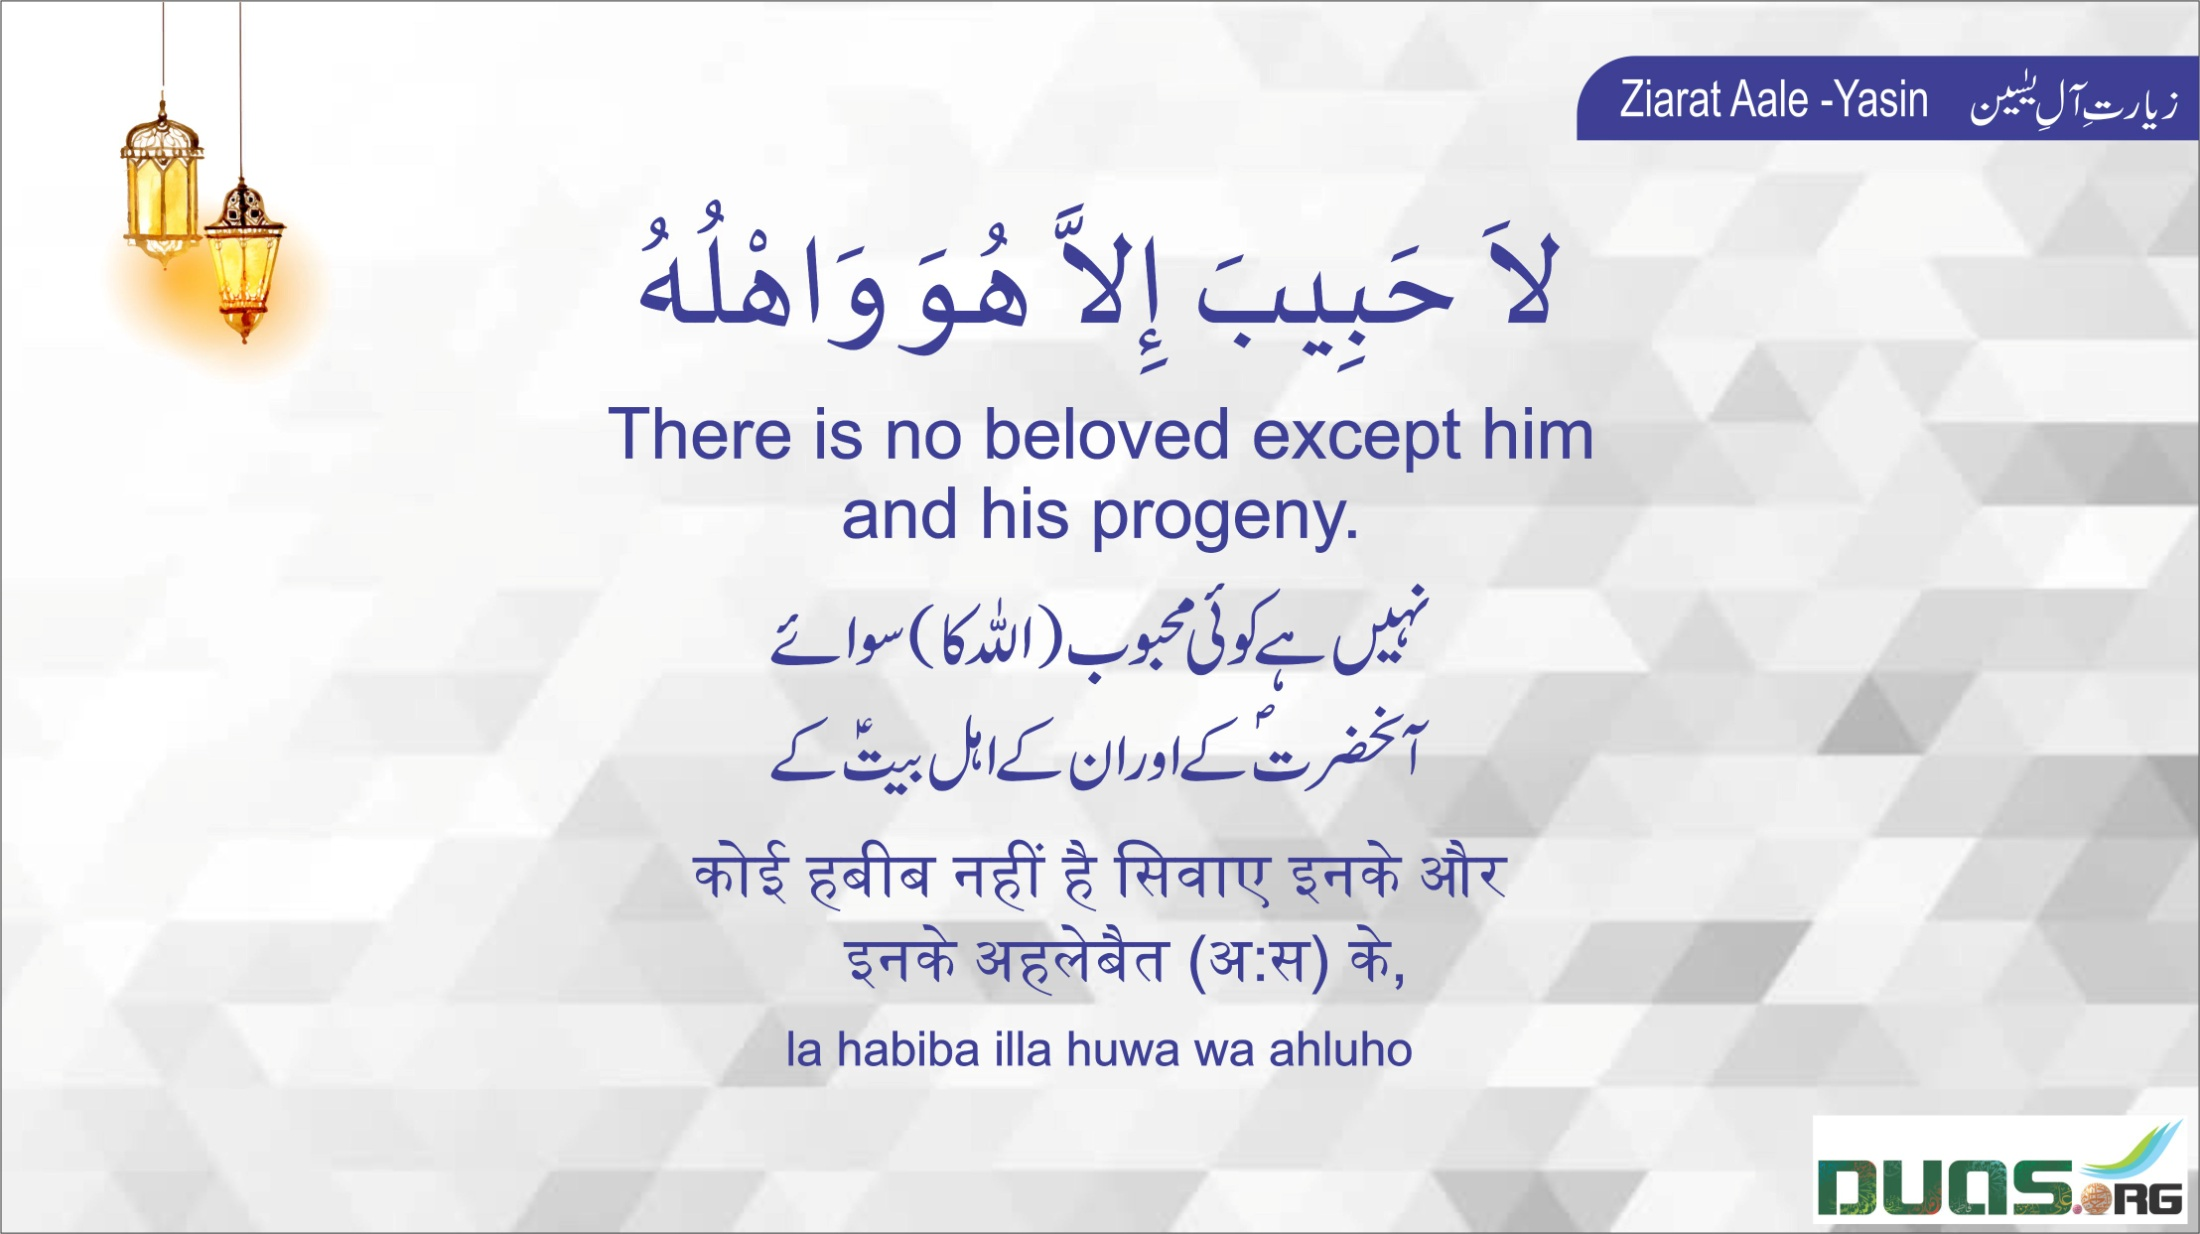 Ziarat Aale -Yasin زیارتِ آلِ یٰسین
لاَ حَبِيبَ إِلاَّ هُوَ وَاهْلُهُ
There is no beloved except him
and his progeny.
نہیں ہے کوئی محبوب (اللہ کا) سوائے
آنحضرتؐ کے اور ان کے اہل بیتؑ کے
कोई हबीब नहीं है सिवाए इनके और
इनके अहलेबैत (अ:स) के,
la habiba illa huwa wa ahluho
DUAS.ORG